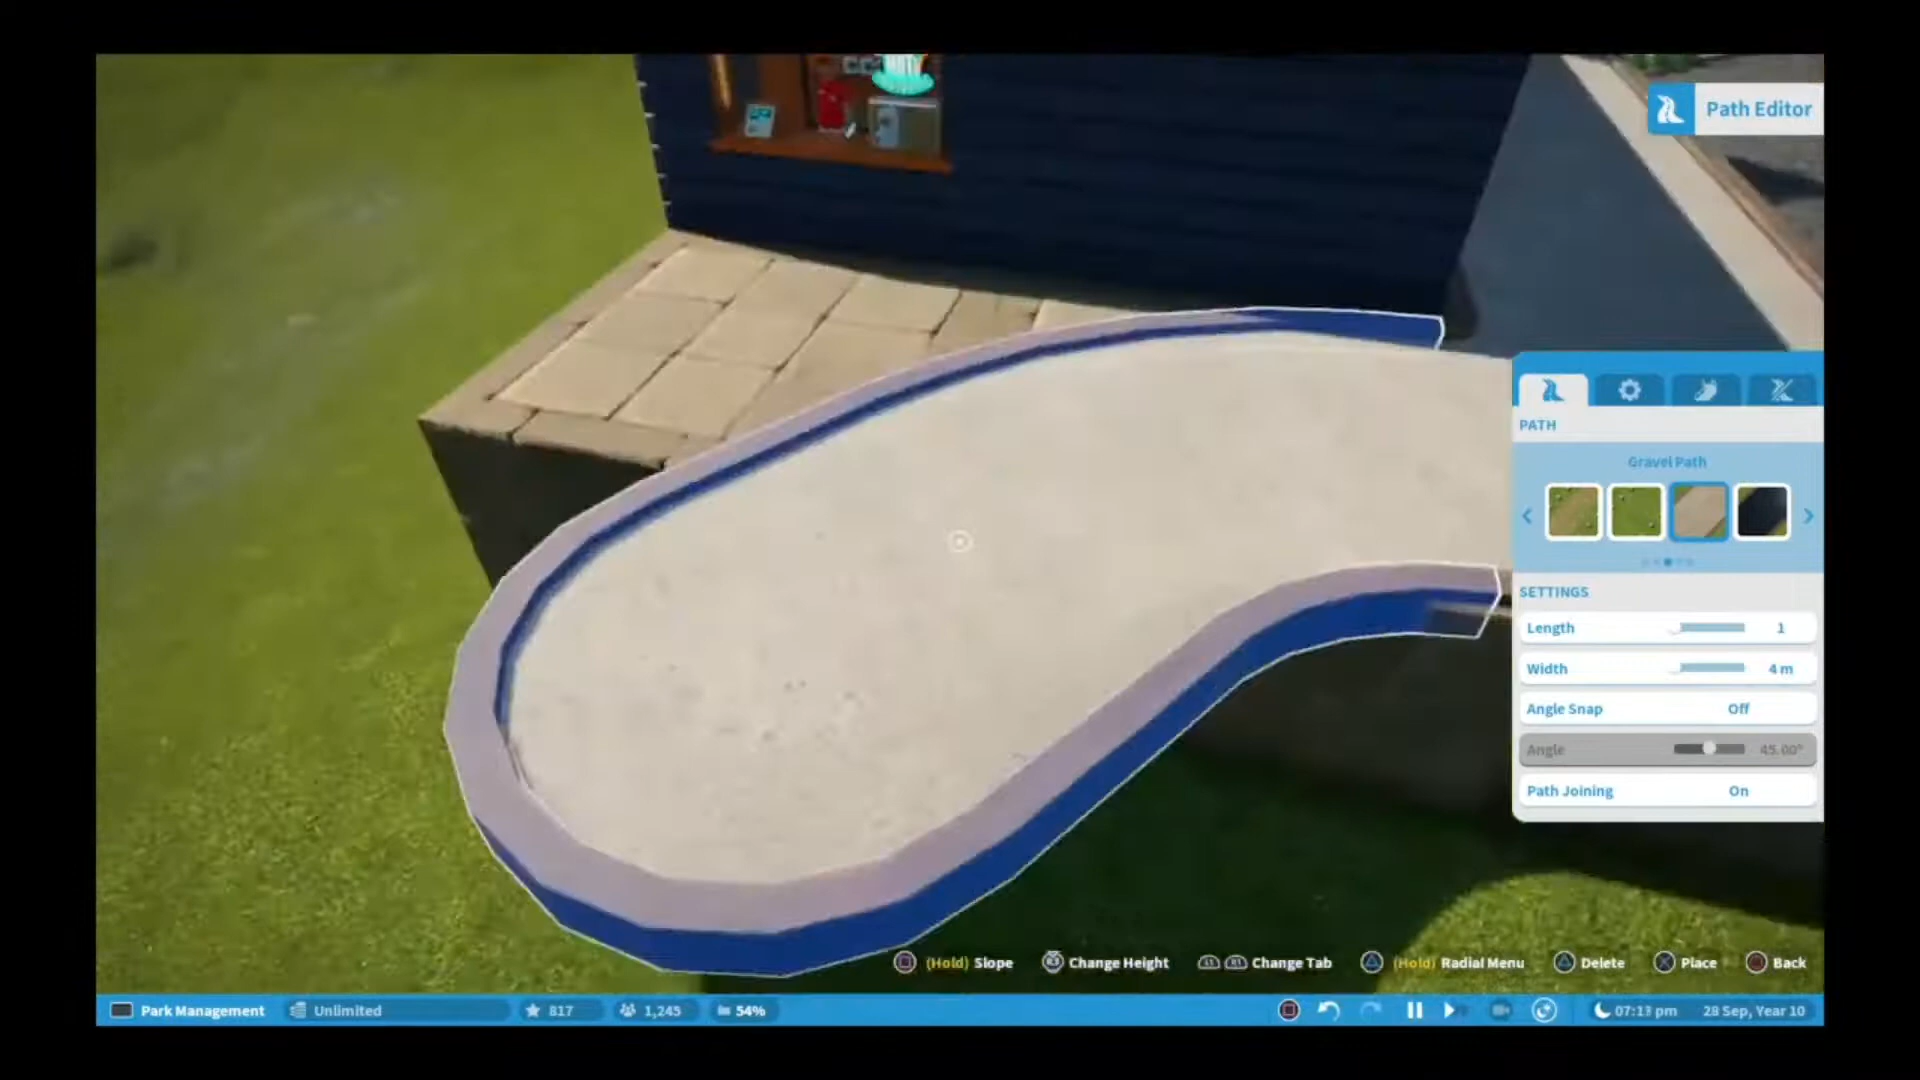 Path Editor
PATH
Gravel Path
SETTINGS
Length 1
Width 4 m
Angle Snap Off
Angle 45.00°
Path Joining On
(Hold) Slope Change Height Change Tab (Hold) Radial Menu Delete Place Back
Park Management Unlimited 817 1,245 54% 07:13 pm 28 Sep, Year 10